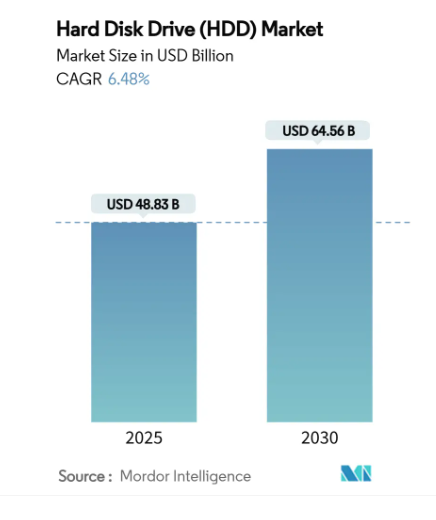 Hard Disk Drive (HDD) Market
Market Size in USD Billion
CAGR 6.48%
USD 64.56 B
USD 48.83 B
2025 2030
Source : Mordor Intelligence